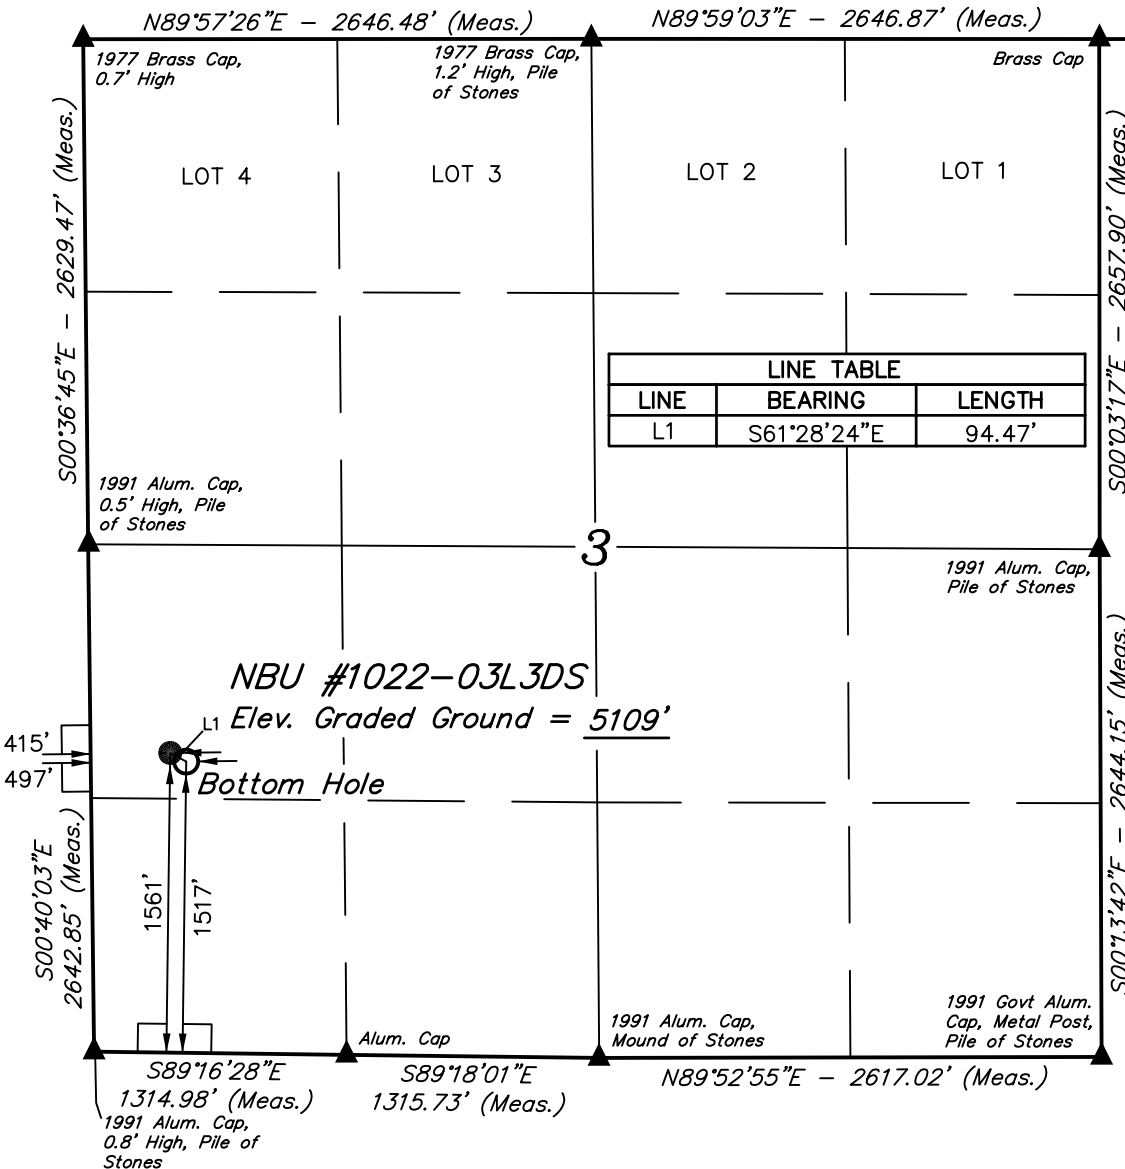 N89°57'26"E - 2646.48' (Meas.)
N89°59'03"E - 2646.87' (Meas.)
1977 Brass Cap,
0.7' High
1977 Brass Cap,
1.2' High, Pile
of Stones
Brass Cap
S00°36'45"E - 2629.47' (Meas.)
S00°03'17"E - 2657.90' (Meas.)
LOT 4
LOT 3
LOT 2
LOT 1
LINE TABLE
LINE BEARING LENGTH
L1 S61°28'24"E 94.47'
1991 Alum. Cap,
0.5' High, Pile
of Stones
3
1991 Alum. Cap,
Pile of Stones
NBU #1022-03L3DS
L1
Elev. Graded Ground = 5109'
415'
497'
Bottom Hole
S00°40'03"E
2642.85' (Meas.)
1561'
1517'
S00°13'42"E - 2644.15' (Meas.)
Alum. Cap
1991 Alum. Cap,
Mound of Stones
1991 Govt Alum.
Cap, Metal Post,
Pile of Stones
S89°16'28"E
1314.98' (Meas.)
S89°18'01"E
1315.73' (Meas.)
N89°52'55"E - 2617.02' (Meas.)
1991 Alum. Cap,
0.8' High, Pile of
Stones